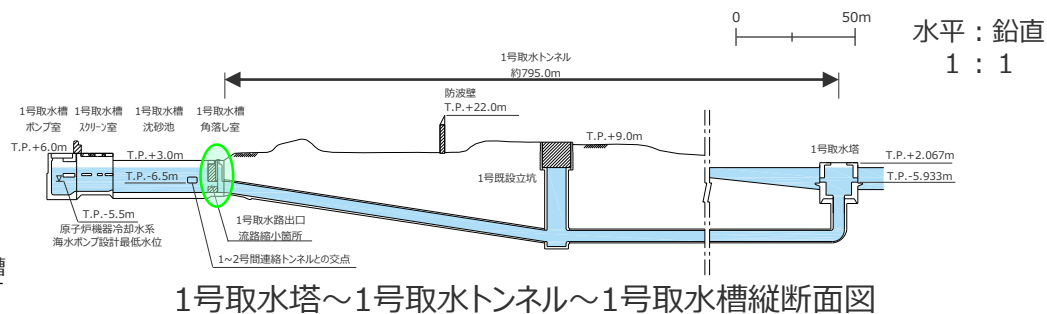 0 50m
水平：鉛直
1 : 1
1号取水トンネル
約795.0m
防波壁
T.P.+22.0m
1号取水槽
ポンプ室
1号取水槽
スクリーン室
1号取水槽
沈砂池
1号取水槽
角落し室
T.P.+6.0m
T.P.+3.0m
T.P.+9.0m
1号取水塔
T.P.+2.067m
T.P.-5.933m
T.P.-6.5m
1号既設立坑
T.P.-5.5m
原子炉機器冷却水系
海水ポンプ設計最低水位
1号取水路出口
流路縮小箇所
1~2号間連絡トンネルとの交点
槽
1号取水塔～1号取水トンネル～1号取水槽縦断面図